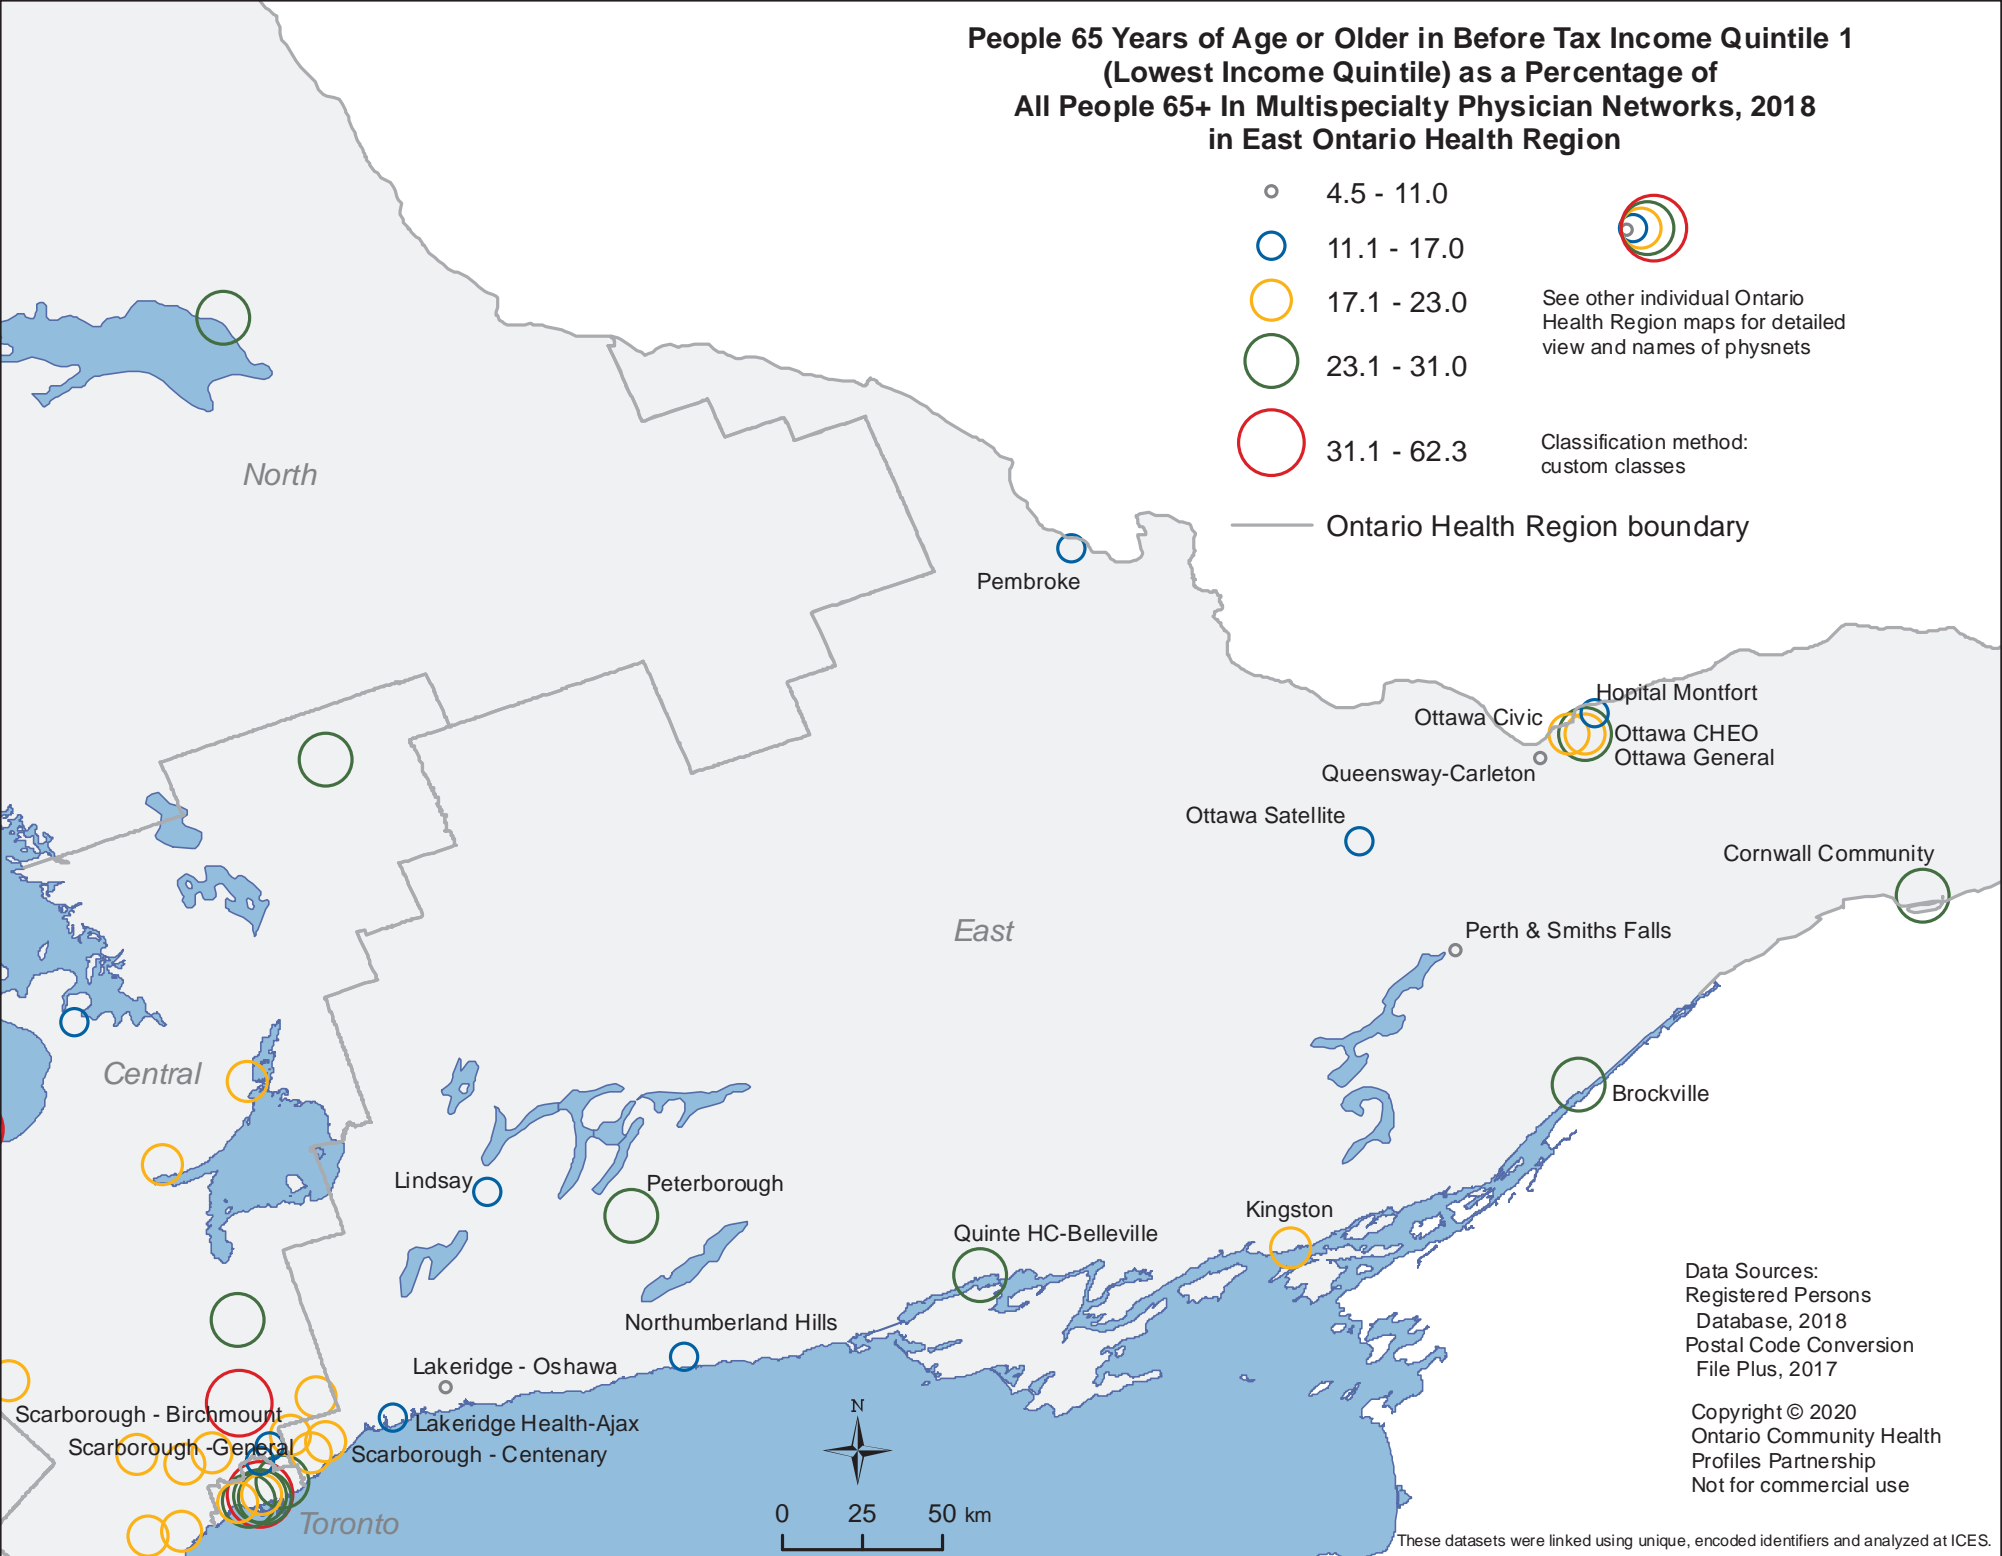 People 65 Years of Age or Older in Before Tax Income Quintile 1
(Lowest Income Quintile) as a Percentage of
All People 65+ In Multispecialty Physician Networks, 2018
in East Ontario Health Region
4.5 - 11.0
11.1 - 17.0
17.1 - 23.0
23.1 - 31.0
31.1 - 62.3
Ontario Health Region boundary
See other individual Ontario
Health Region maps for detailed
view and names of physnets
Classification method:
custom classes
North
Pembroke
Hopital Montfort
Ottawa Civic
Ottawa CHEO
Ottawa General
Queensway-Carleton
Ottawa Satellite
Cornwall Community
East
Perth & Smiths Falls
Central
Brockville
Lindsay
Peterborough
Kingston
Quinte HC-Belleville
Northumberland Hills
Lakeridge - Oshawa
Scarborough - Birchmount
Lakeridge Health-Ajax
Scarborough -General
Scarborough - Centenary
Toronto
N
0 25 50 km
Data Sources:
Registered Persons
Database, 2018
Postal Code Conversion
File Plus, 2017
Copyright © 2020
Ontario Community Health
Profiles Partnership
Not for commercial use
These datasets were linked using unique, encoded identifiers and analyzed at ICES.